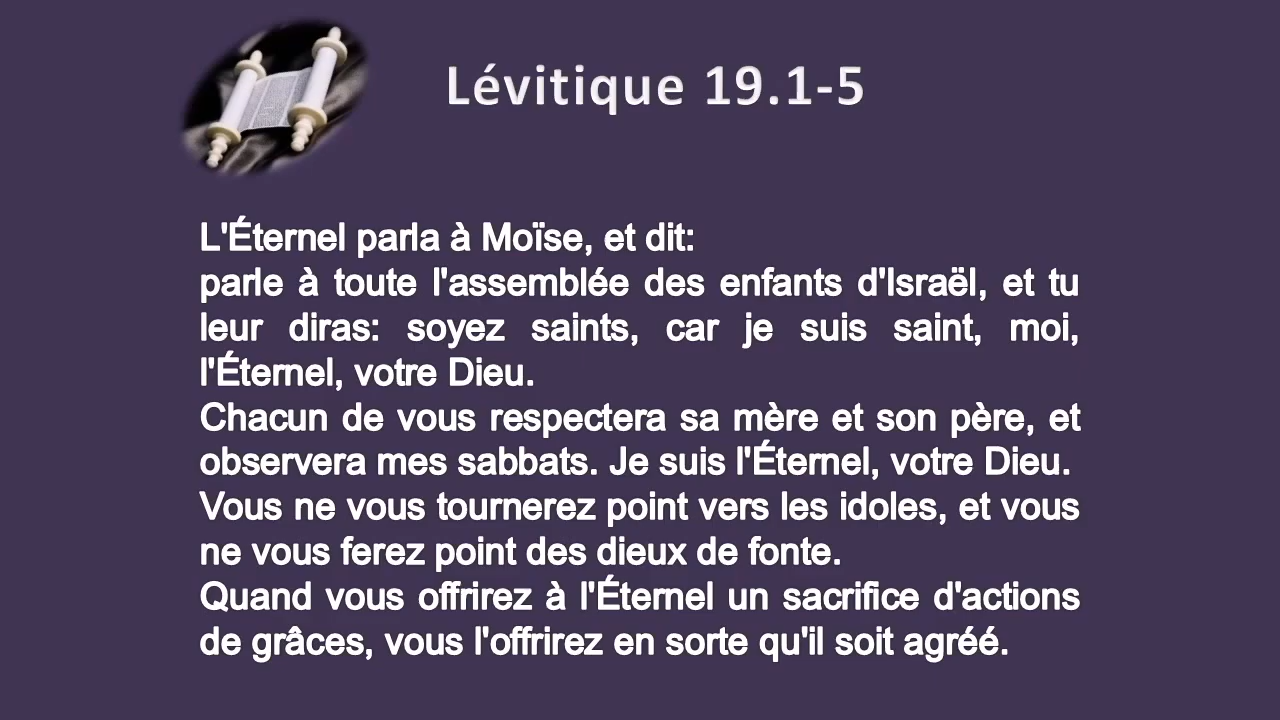 Lévitique 19.1-5
L'Éternel parla à Moïse, et dit:
parle à toute l'assemblée des enfants d'Israël, et tu
leur diras: soyez saints, car je suis saint, moi,
l'Éternel, votre Dieu.
Chacun de vous respectera sa mère et son père, et
observera mes sabbats. Je suis l'Éternel, votre Dieu.
Vous ne vous tournerez point vers les idoles, et vous
ne vous ferez point des dieux de fonte.
Quand vous offrirez à l'Éternel un sacrifice d'actions
de grâces, vous l'offrirez en sorte qu'il soit agréé.